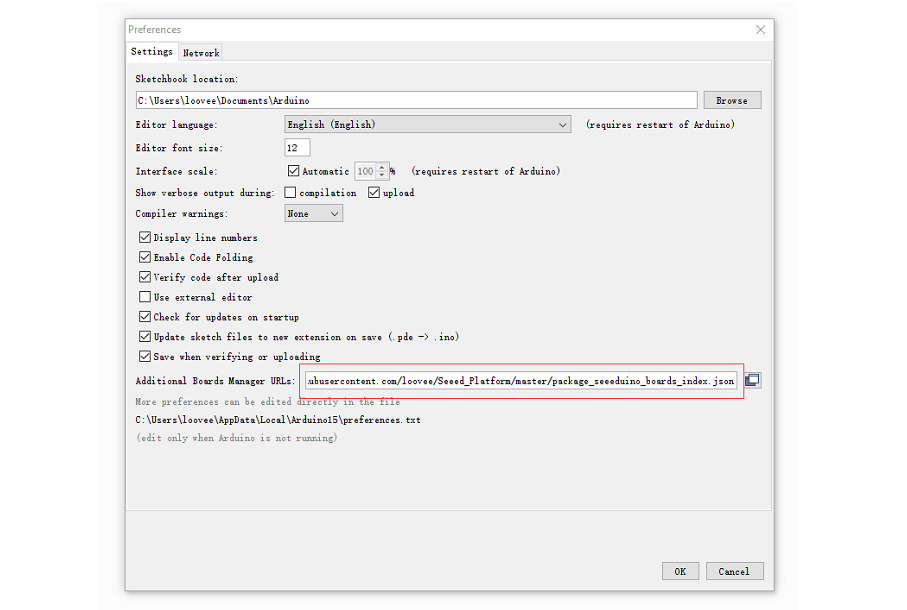 Preferences
Settings Network
Sketchbook location:
C:\Users\loovee\Documents\Arduino Browse
Editor language: English (English) (requires restart of Arduino)
Editor font size: 12
Interface scale: Automatic 100 % (requires restart of Arduino)
Show verbose output during: compilation upload
Compiler warnings: None
Display line numbers
Enable Code Folding
Verify code after upload
Use external editor
Check for updates on startup
Update sketch files to new extension on save (.pde -> .ino)
Save when verifying or uploading
Additional Boards Manager URLs: ubusercontent.com/loovee/Seeed_Platform/master/package_seeeduino_boards_index.json
More preferences can be edited directly in the file
C:\Users\loovee\AppData\Local\Arduino15\preferences.txt
(edit only when Arduino is not running)
OK Cancel